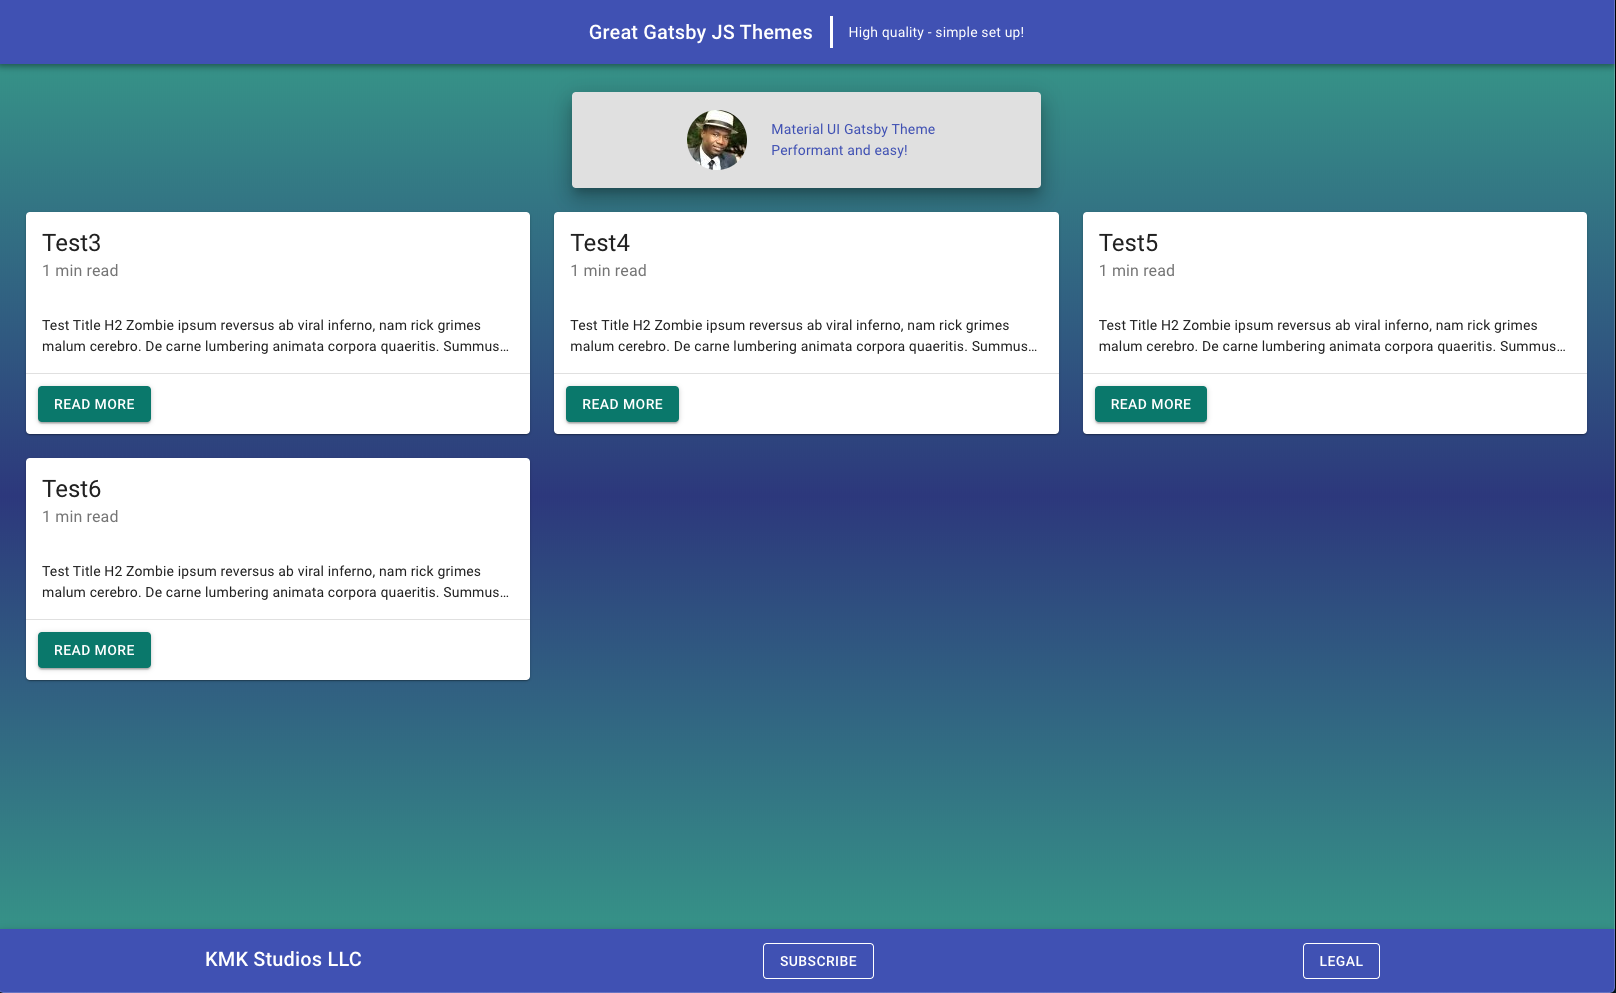 Great Gatsby JS Themes
High quality - simple set up!
Material UI Gatsby Theme
Performant and easy!
Test3
1 min read
Test Title H2 Zombie ipsum reversus ab viral inferno, nam rick grimes
malum cerebro. De carne lumbering animata corpora quaeritis. Summus…
READ MORE
Test4
1 min read
Test Title H2 Zombie ipsum reversus ab viral inferno, nam rick grimes
malum cerebro. De carne lumbering animata corpora quaeritis. Summus…
READ MORE
Test5
1 min read
Test Title H2 Zombie ipsum reversus ab viral inferno, nam rick grimes
malum cerebro. De carne lumbering animata corpora quaeritis. Summus…
READ MORE
Test6
1 min read
Test Title H2 Zombie ipsum reversus ab viral inferno, nam rick grimes
malum cerebro. De carne lumbering animata corpora quaeritis. Summus…
READ MORE
KMK Studios LLC
SUBSCRIBE
LEGAL